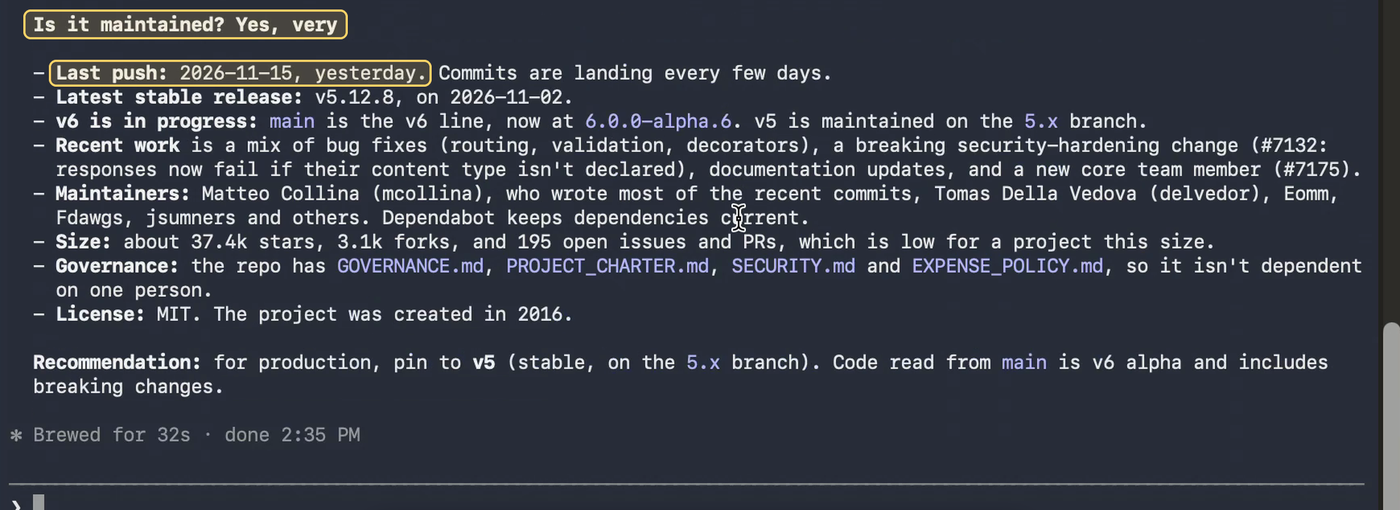 Is it maintained? Yes, very
– Last push: 2026-11-15, yesterday. Commits are landing every few days.
– Latest stable release: v5.12.8, on 2026-11-02.
– v6 is in progress: main is the v6 line, now at 6.0.0-alpha.6. v5 is maintained on the 5.x branch.
– Recent work is a mix of bug fixes (routing, validation, decorators), a breaking security-hardening change (#7132:
responses now fail if their content type isn't declared), documentation updates, and a new core team member (#7175).
– Maintainers: Matteo Collina (mcollina), who wrote most of the recent commits, Tomas Della Vedova (delvedor), Eomm,
Fdawgs, jsumners and others. Dependabot keeps dependencies current.
– Size: about 37.4k stars, 3.1k forks, and 195 open issues and PRs, which is low for a project this size.
– Governance: the repo has GOVERNANCE.md, PROJECT_CHARTER.md, SECURITY.md and EXPENSE_POLICY.md, so it isn't dependent
on one person.
– License: MIT. The project was created in 2016.
Recommendation: for production, pin to v5 (stable, on the 5.x branch). Code read from main is v6 alpha and includes
breaking changes.
✻ Brewed for 32s · done 2:35 PM
❯